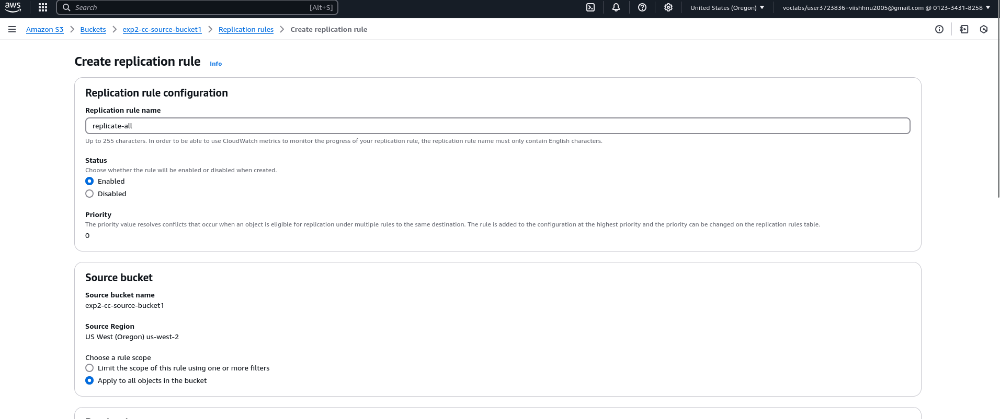 aws
Search [Alt+S]
United States (Oregon)
voclabs/user3723836=viishhnu2005@gmail.com @ 0123-3431-8258
Amazon S3
Buckets
exp2-cc-source-bucket1
Replication rules
Create replication rule
Create replication rule Info
Replication rule configuration
Replication rule name
replicate-all
Up to 255 characters. In order to be able to use CloudWatch metrics to monitor the progress of your replication rule, the replication rule name must only contain English characters.
Status
Choose whether the rule will be enabled or disabled when created.
Enabled
Disabled
Priority
The priority value resolves conflicts that occur when an object is eligible for replication under multiple rules to the same destination. The rule is added to the configuration at the highest priority and the priority can be changed on the replication rules table.
0
Source bucket
Source bucket name
exp2-cc-source-bucket1
Source Region
US West (Oregon) us-west-2
Choose a rule scope
Limit the scope of this rule using one or more filters
Apply to all objects in the bucket